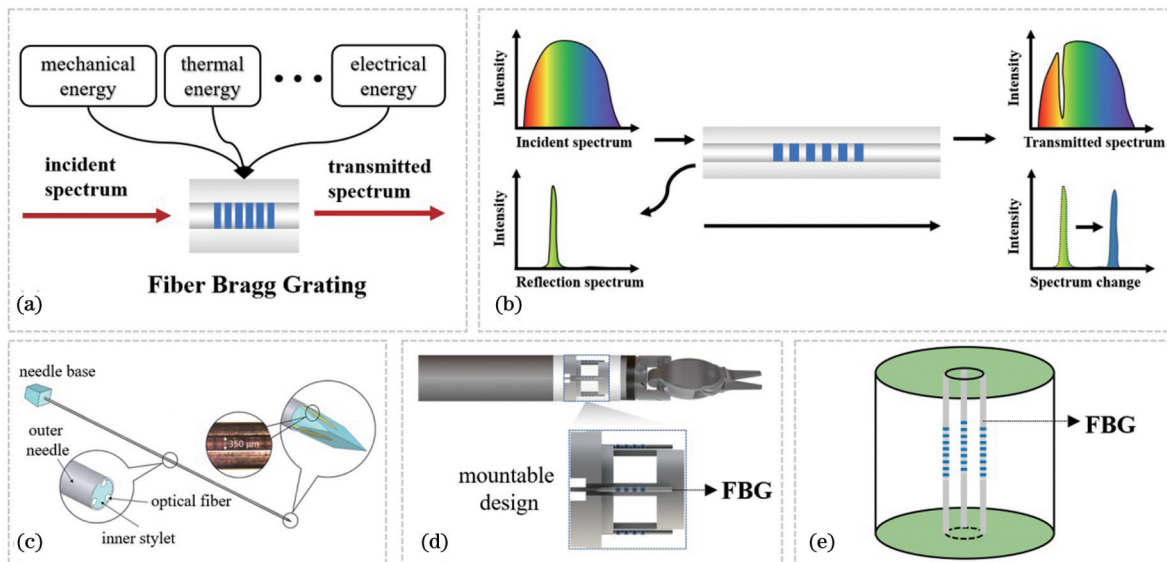 mechanical
energy
thermal
energy
electrical
energy
incident
spectrum
transmitted
spectrum
Fiber Bragg Grating
(a)
Intensity
Incident spectrum
Intensity
Transmitted spectrum
Intensity
Reflection spectrum
Intensity
Spectrum change
(b)
needle base
outer
needle
350 μm
optical fiber
inner stylet
(c)
mountable
design
FBG
(d)
FBG
(e)